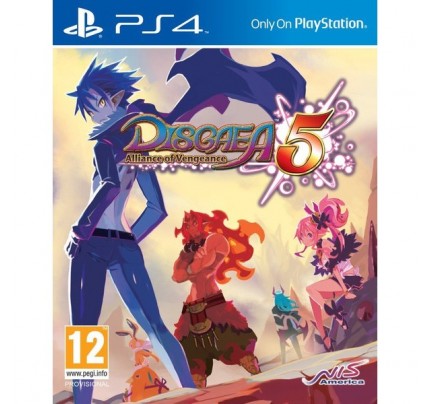 PS4
Only On PlayStation
DISGAEA 5
Alliance of Vengeance
12
www.pegi.info
PROVISIONAL
NIS
America